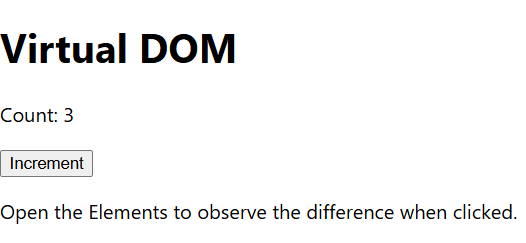 Virtual DOM
Count: 3
Increment
Open the Elements to observe the difference when clicked.